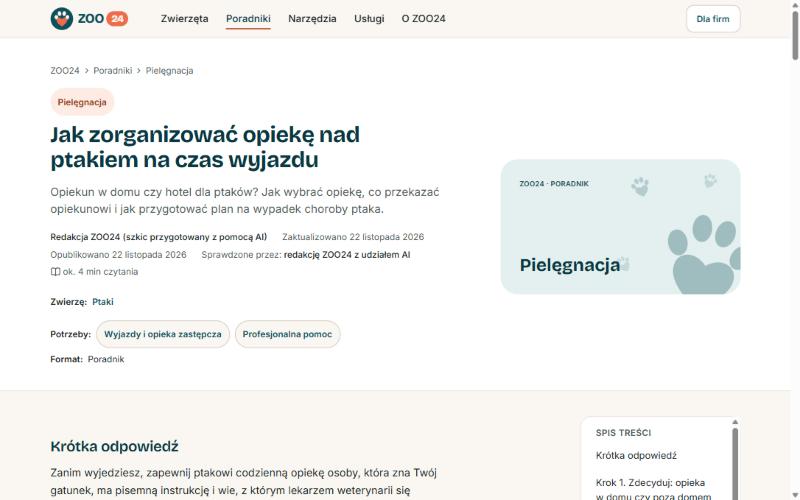 ZOO 24
Zwierzęta
Poradniki
Narzędzia
Usługi
O ZOO24
Dla firm
ZOO24 > Poradniki > Pielęgnacja
Pielęgnacja
Jak zorganizować opiekę nad
ptakiem na czas wyjazdu
Opiekun w domu czy hotel dla ptaków? Jak wybrać opiekę, co przekazać
opiekunowi i jak przygotować plan na wypadek choroby ptaka.
Redakcja ZOO24 (szkic przygotowany z pomocą AI) Zaktualizowano 22 listopada 2026
Opublikowano 22 listopada 2026 Sprawdzone przez: redakcję ZOO24 z udziałem AI
ok. 4 min czytania
Zwierzę: Ptaki
Potrzeby: Wyjazdy i opieka zastępcza Profesjonalna pomoc
Format: Poradnik
ZOO24 · PORADNIK
Pielęgnacja
Krótka odpowiedź
Zanim wyjedziesz, zapewnij ptakowi codzienną opiekę osoby, która zna Twój
gatunek, ma pisemną instrukcję i wie, z którym lekarzem weterynarii się
SPIS TREŚCI
Krótka odpowiedź
Krok 1. Zdecyduj: opieka
w domu czy poza domem